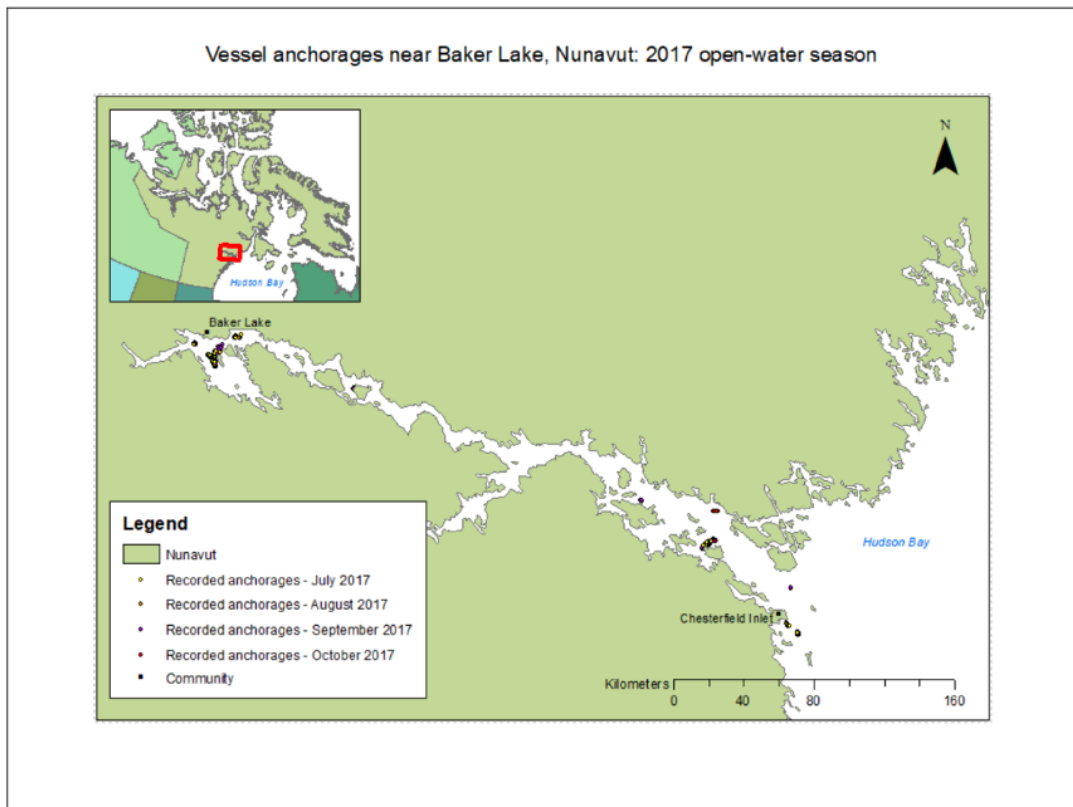 Vessel anchorages near Baker Lake, Nunavut: 2017 open-water season
N
Hudson Bay
Baker Lake
Hudson Bay
Chesterfield Inlet
Legend
Nunavut
Recorded anchorages - July 2017
Recorded anchorages - August 2017
Recorded anchorages - September 2017
Recorded anchorages - October 2017
Community
Kilometers
0 40 80 160